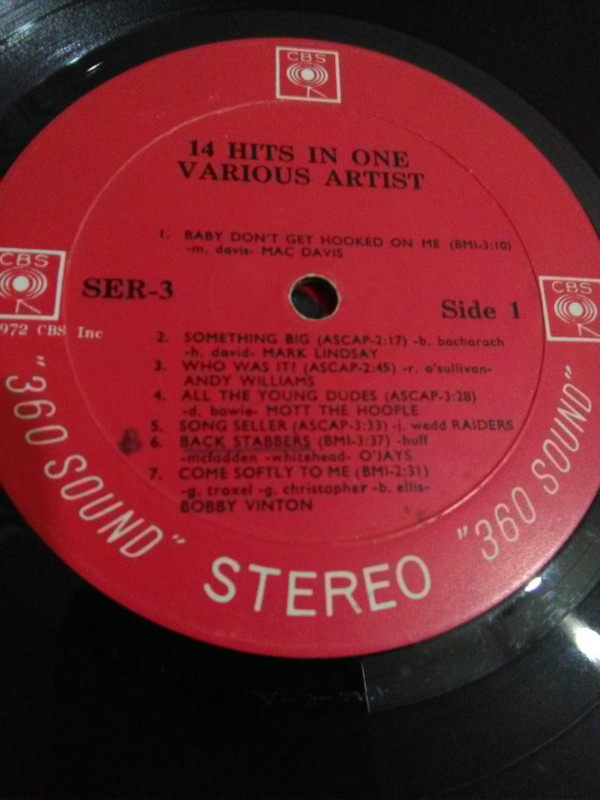 CBS
14 HITS IN ONE
VARIOUS ARTIST
1. BABY DON'T GET HOOKED ON ME (BMI-3:10)
-m. davis- MAC DAVIS
CBS
SER-3
CBS
Side 1
972 CBS Inc
2. SOMETHING BIG (ASCAP-2:17) -b. bacharach
-h. david- MARK LINDSAY
3. WHO WAS IT? (ASCAP-2:45) -r. o'sullivan-
ANDY WILLIAMS
4. ALL THE YOUNG DUDES (ASCAP-3:28)
-d. bowie- MOTT THE HOOPLE
5. SONG SELLER (ASCAP-3:33) -j. wedd RAIDERS
6. BACK STABBERS (BMI-3:37) -huff
-mcfadden -whitehead- O'JAYS
7. COME SOFTLY TO ME (BMI-2:31)
-g. troxel -g. christopher -b. ellis-
BOBBY VINTON
"360 SOUND"
STEREO
"360 SOUND"